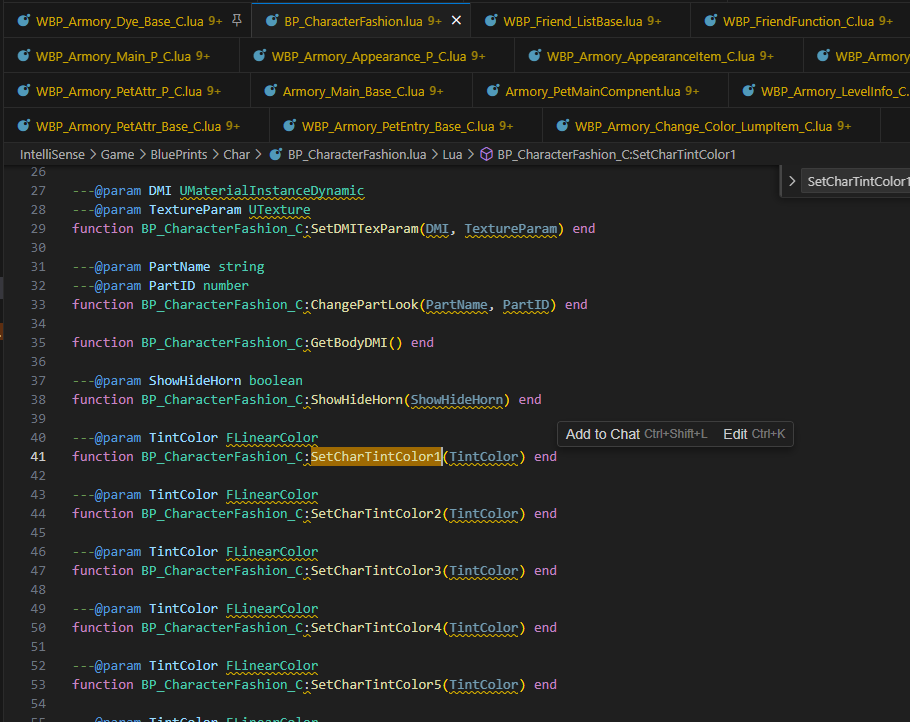 WBP_Armory_Dye_Base_C.lua 9+ BP_CharacterFashion.lua 9+ WBP_Friend_ListBase.lua 9+ WBP_FriendFunction_C.lua 9+
WBP_Armory_Main_P_C.lua 9+ WBP_Armory_Appearance_P_C.lua 9+ WBP_Armory_AppearanceItem_C.lua 9+ WBP_Armory
WBP_Armory_PetAttr_P_C.lua 9+ Armory_Main_Base_C.lua 9+ Armory_PetMainCompnent.lua 9+ WBP_Armory_LevelInfo_C.
WBP_Armory_PetAttr_Base_C.lua 9+ WBP_Armory_PetEntry_Base_C.lua 9+ WBP_Armory_Change_Color_LumpItem_C.lua 9+
IntelliSense > Game > BluePrints > Char > BP_CharacterFashion.lua > Lua > BP_CharacterFashion_C:SetCharTintColor1
SetCharTintColor1
26
27 ---@param DMI UMaterialInstanceDynamic
28 ---@param TextureParam UTexture
29 function BP_CharacterFashion_C:SetDMITexParam(DMI, TextureParam) end
30
31 ---@param PartName string
32 ---@param PartID number
33 function BP_CharacterFashion_C:ChangePartLook(PartName, PartID) end
34
35 function BP_CharacterFashion_C:GetBodyDMI() end
36
37 ---@param ShowHideHorn boolean
38 function BP_CharacterFashion_C:ShowHideHorn(ShowHideHorn) end
39
40 ---@param TintColor FLinearColor
Add to Chat Ctrl+Shift+L Edit Ctrl+K
41 function BP_CharacterFashion_C:SetCharTintColor1(TintColor) end
42
43 ---@param TintColor FLinearColor
44 function BP_CharacterFashion_C:SetCharTintColor2(TintColor) end
45
46 ---@param TintColor FLinearColor
47 function BP_CharacterFashion_C:SetCharTintColor3(TintColor) end
48
49 ---@param TintColor FLinearColor
50 function BP_CharacterFashion_C:SetCharTintColor4(TintColor) end
51
52 ---@param TintColor FLinearColor
53 function BP_CharacterFashion_C:SetCharTintColor5(TintColor) end
54
55 ---@param TintColor FLinearColor